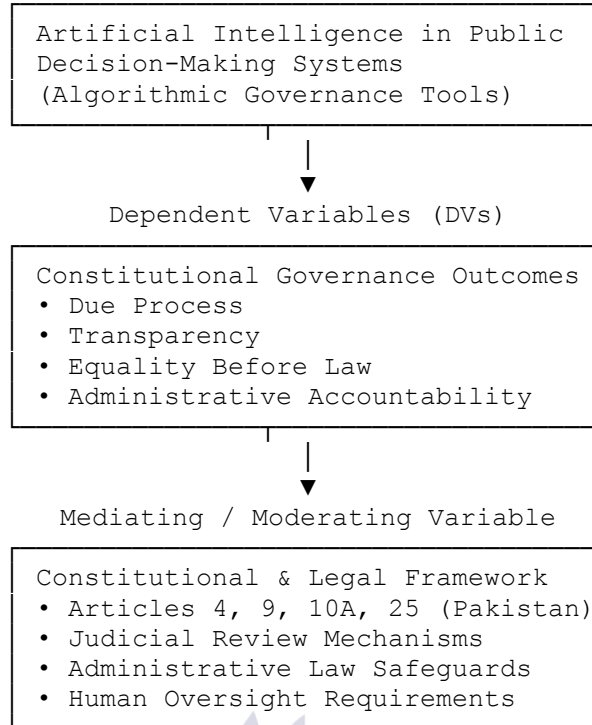 Artificial Intelligence in Public
Decision-Making Systems
(Algorithmic Governance Tools)
Dependent Variables (DVs)
Constitutional Governance Outcomes
• Due Process
• Transparency
• Equality Before Law
• Administrative Accountability
Mediating / Moderating Variable
Constitutional & Legal Framework
• Articles 4, 9, 10A, 25 (Pakistan)
• Judicial Review Mechanisms
• Administrative Law Safeguards
• Human Oversight Requirements